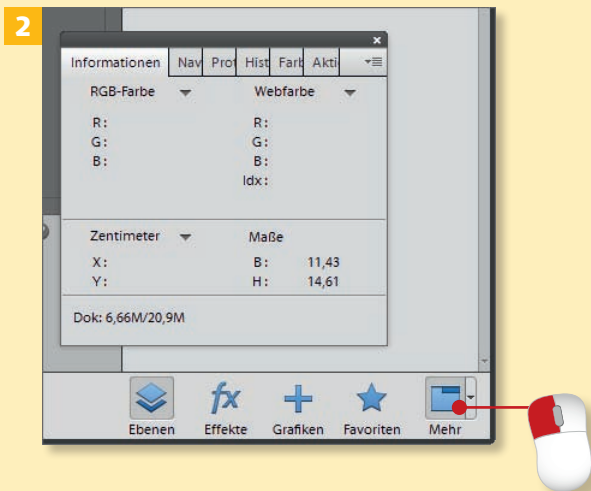 2
Informationen Nav Prot Hist Farb Akti
RGB-Farbe Webfarbe
R: R:
G: G:
B: B:
Idx:
Zentimeter Maße
X: B: 11,43
Y: H: 14,61
Dok: 6,66M/20,9M
Ebenen Effekte Grafiken Favoriten Mehr